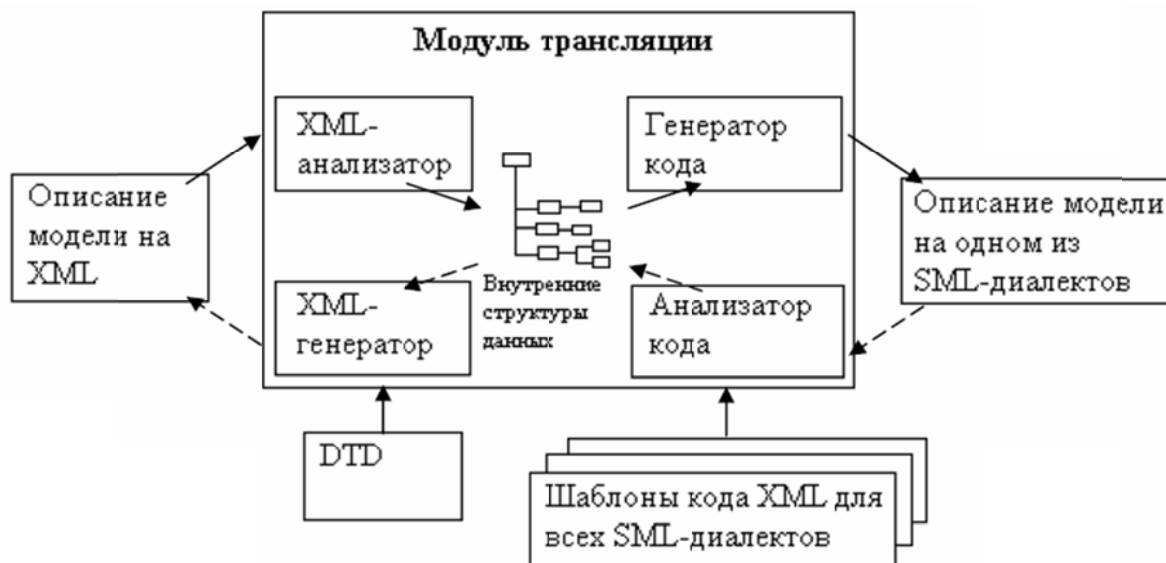 Модуль трансляции
XML-
анализатор
Генератор
кода
Описание
модели на
XML
Описание модели
на одном из
SML-диалектов
Внутренние
структуры
данных
XML-
генератор
Анализатор
кода
DTD
Шаблоны кода XML для
всех SML-диалектов